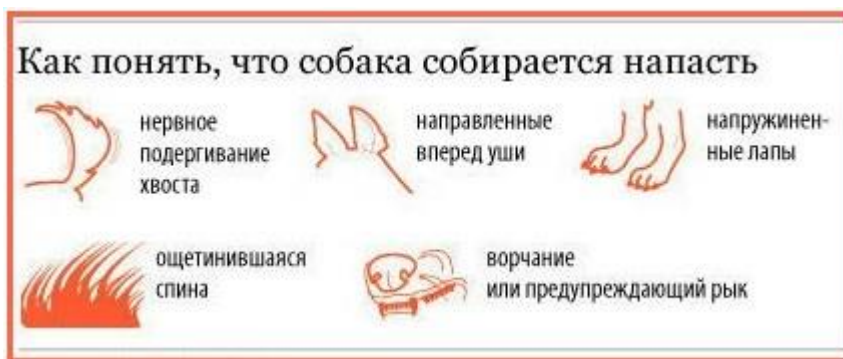 Как понять, что собака собирается напасть
нервное
подергивание
хвоста
направленные
вперед уши
напружинен-
ные лапы
ощетинившаяся
спина
ворчание
или предупреждающий рык